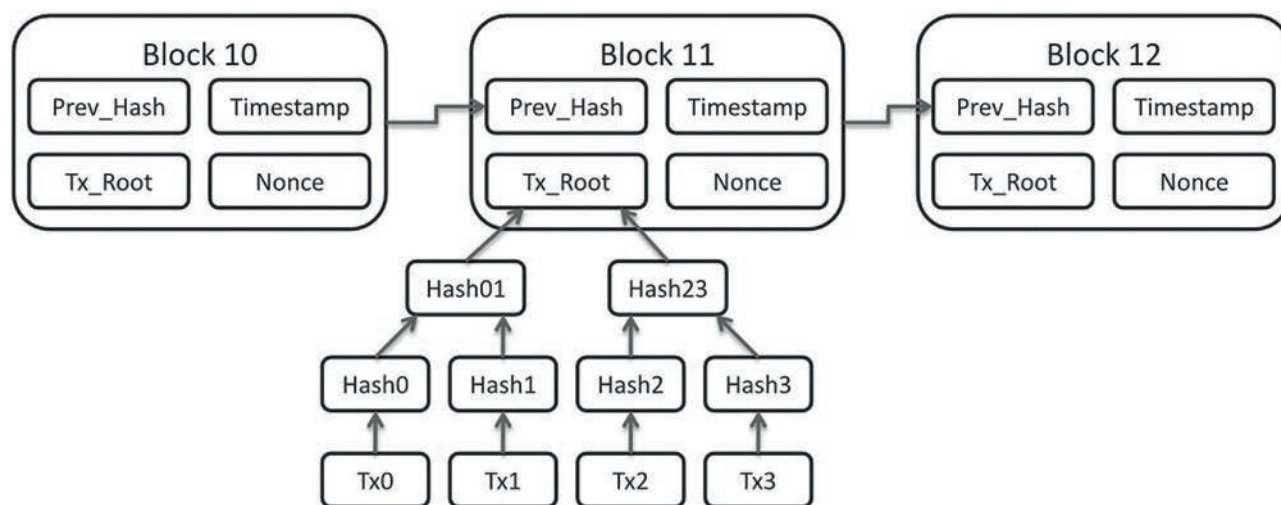 Block 10
Block 11
Block 12
Prev_Hash Timestamp
Prev_Hash Timestamp
Prev_Hash Timestamp
Tx_Root Nonce
Tx_Root Nonce
Tx_Root Nonce
Hash01 Hash23
Hash0 Hash1 Hash2 Hash3
Tx0 Tx1 Tx2 Tx3